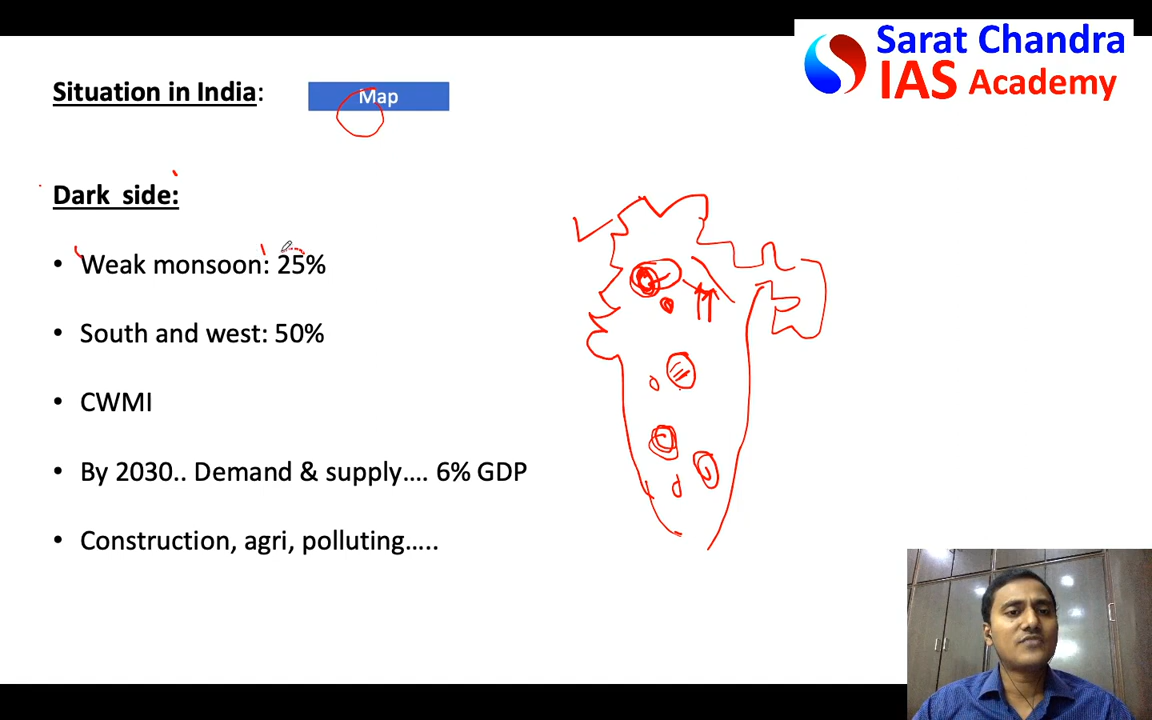 Sarat Chandra
IAS Academy
Situation in India:
Map
Dark side:
• Weak monsoon: 25%
• South and west: 50%
• CWMI
• By 2030.. Demand & supply.... 6% GDP
• Construction, agri, polluting.....